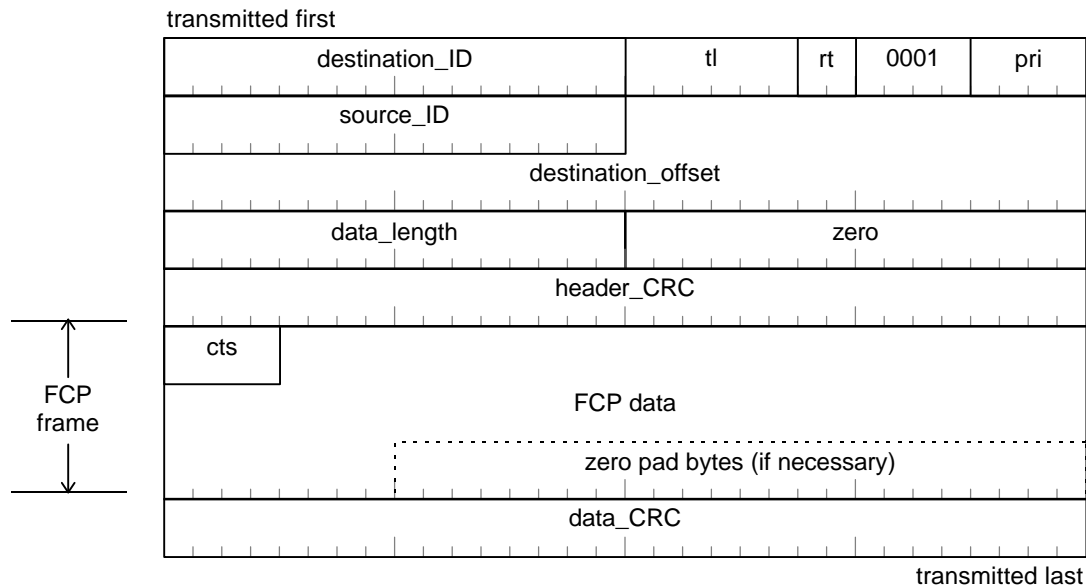 transmitted first
destination_ID tl rt 0001 pri
source_ID
destination_offset
data_length zero
header_CRC
cts
FCP
frame
FCP data
zero pad bytes (if necessary)
data_CRC
transmitted last